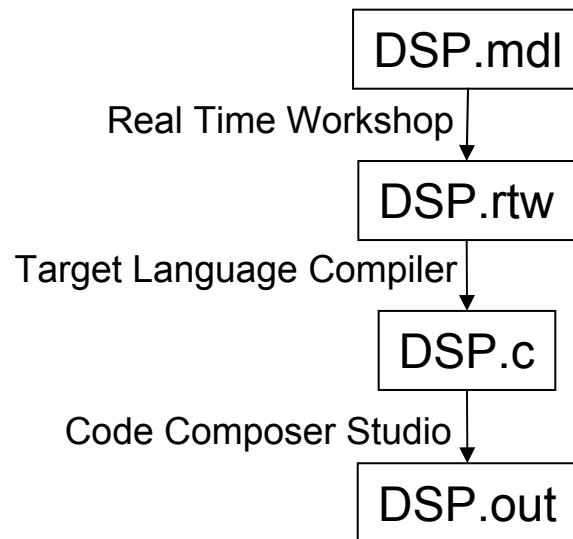 DSP.mdl
Real Time Workshop
DSP.rtw
Target Language Compiler
DSP.c
Code Composer Studio
DSP.out